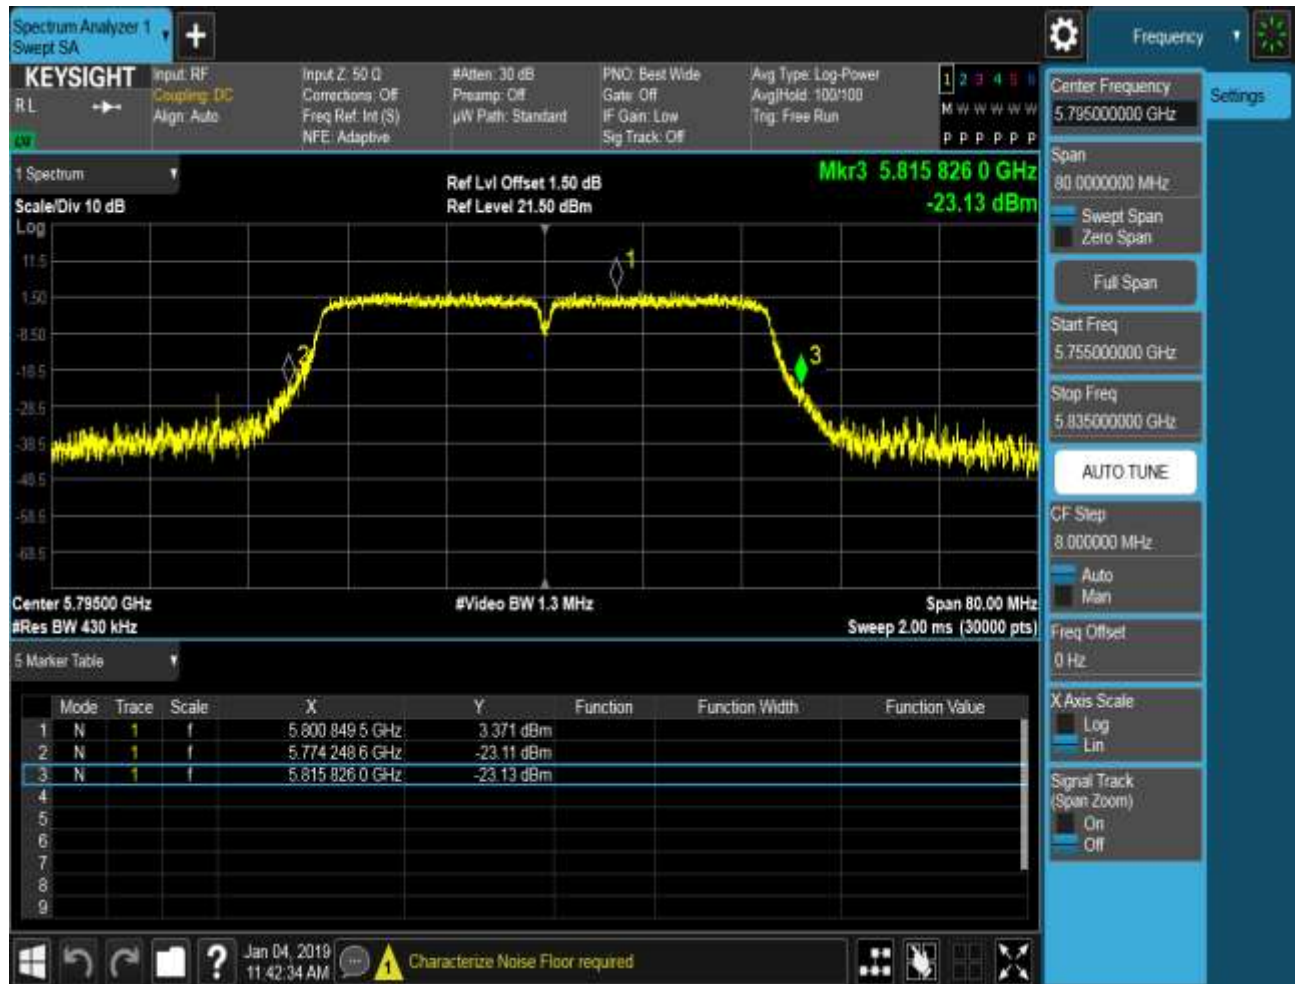 Spectrum Analyzer 1
Swept SA
+
Frequency
KEYSIGHT
RL
Input: RF
Coupling: DC
Align: Auto
Input Z: 50 Ω
Corrections: Off
Freq Ref: Int (S)
NFE: Adaptive
#Atten: 30 dB
Preamp: Off
µW Path: Standard
PNO: Best Wide
Gate: Off
IF Gain: Low
Sig Track: Off
Avg Type: Log-Power
Avg|Hold: 100/100
Trig: Free Run
1 2 3 4 5 6
M W W W W W
P P P P P P
1 Spectrum
Scale/Div 10 dB
Log
Ref Lvl Offset 1.50 dB
Ref Level 21.50 dBm
Mkr3 5.815 826 0 GHz
-23.13 dBm
11.5
1.50
-8.50
-18.5
-28.5
-38.5
-48.5
-58.5
-68.5
1
2
3
Center 5.79500 GHz
#Res BW 430 kHz
#Video BW 1.3 MHz
Span 80.00 MHz
Sweep 2.00 ms (30000 pts)
5 Marker Table
Mode Trace Scale X Y Function Function Width Function Value
1 N 1 f 5.800 849 5 GHz 3.371 dBm
2 N 1 f 5.774 248 6 GHz -23.11 dBm
3 N 1 f 5.815 826 0 GHz -23.13 dBm
4
5
6
7
8
9
Center Frequency
5.795000000 GHz
Settings
Span
80.0000000 MHz
Swept Span
Zero Span
Full Span
Start Freq
5.755000000 GHz
Stop Freq
5.835000000 GHz
AUTO TUNE
CF Step
8.000000 MHz
Auto
Man
Freq Offset
0 Hz
X Axis Scale
Log
Lin
Signal Track
(Span Zoom)
On
Off
?
Jan 04, 2019
11:42:34 AM
1
Characterize Noise Floor required